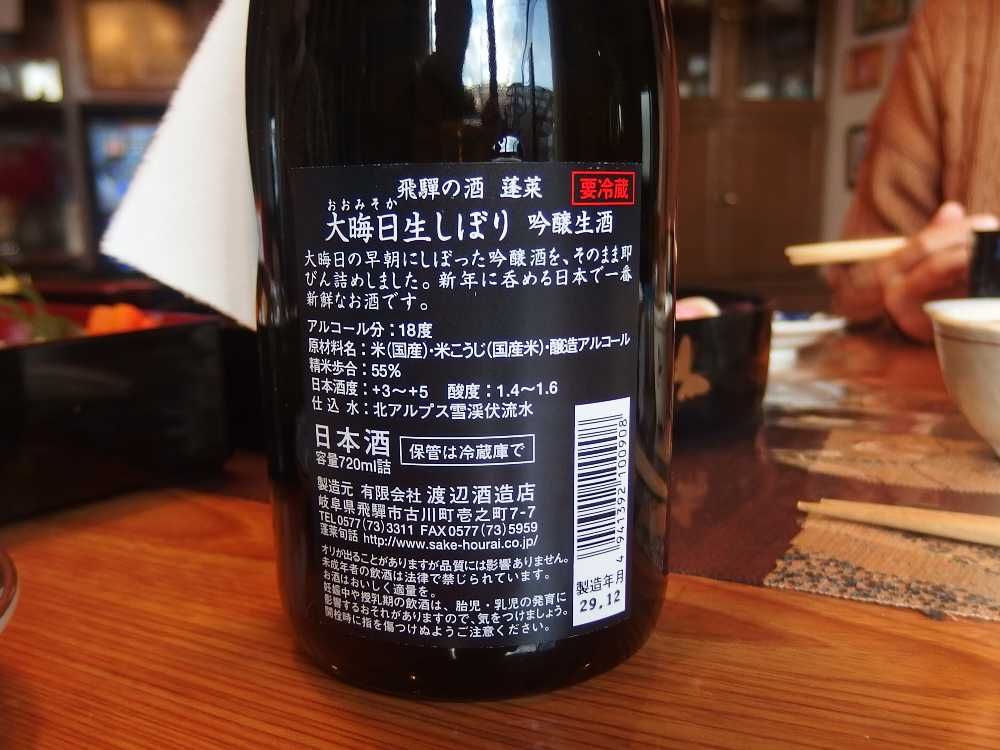 飛騨の酒 蓬莱 要冷蔵
おおみそか
大晦日生しぼり 吟醸生酒
大晦日の早朝にしぼった吟醸酒を、そのまま即
びん詰めしました。新年に呑める日本で一番
新鮮なお酒です。
アルコール分：18度
原材料名：米(国産)・米こうじ(国産米)・醸造アルコール
精米歩合：55%
日本酒度：+3〜+5 酸度：1.4〜1.6
仕込水：北アルプス雪渓伏流水
日本酒 保管は冷蔵庫で
容量720ml詰
製造元 有限会社 渡辺酒造店
岐阜県飛騨市古川町壱之町7-7
TEL0577(73)3311 FAX0577(73)5959
蓬莱旬話 http://www.sake-hourai.co.jp/
オリが出ることがありますが品質には影響ありません。
未成年者の飲酒は法律で禁じられています。
お酒はおいしく適量を。
妊娠中や授乳期の飲酒は、胎児・乳児の発育に
影響するおそれがありますので、気をつけましょう。
開栓時に指を傷つけぬようご注意ください。
4 941392 100908
製造年月
29.12